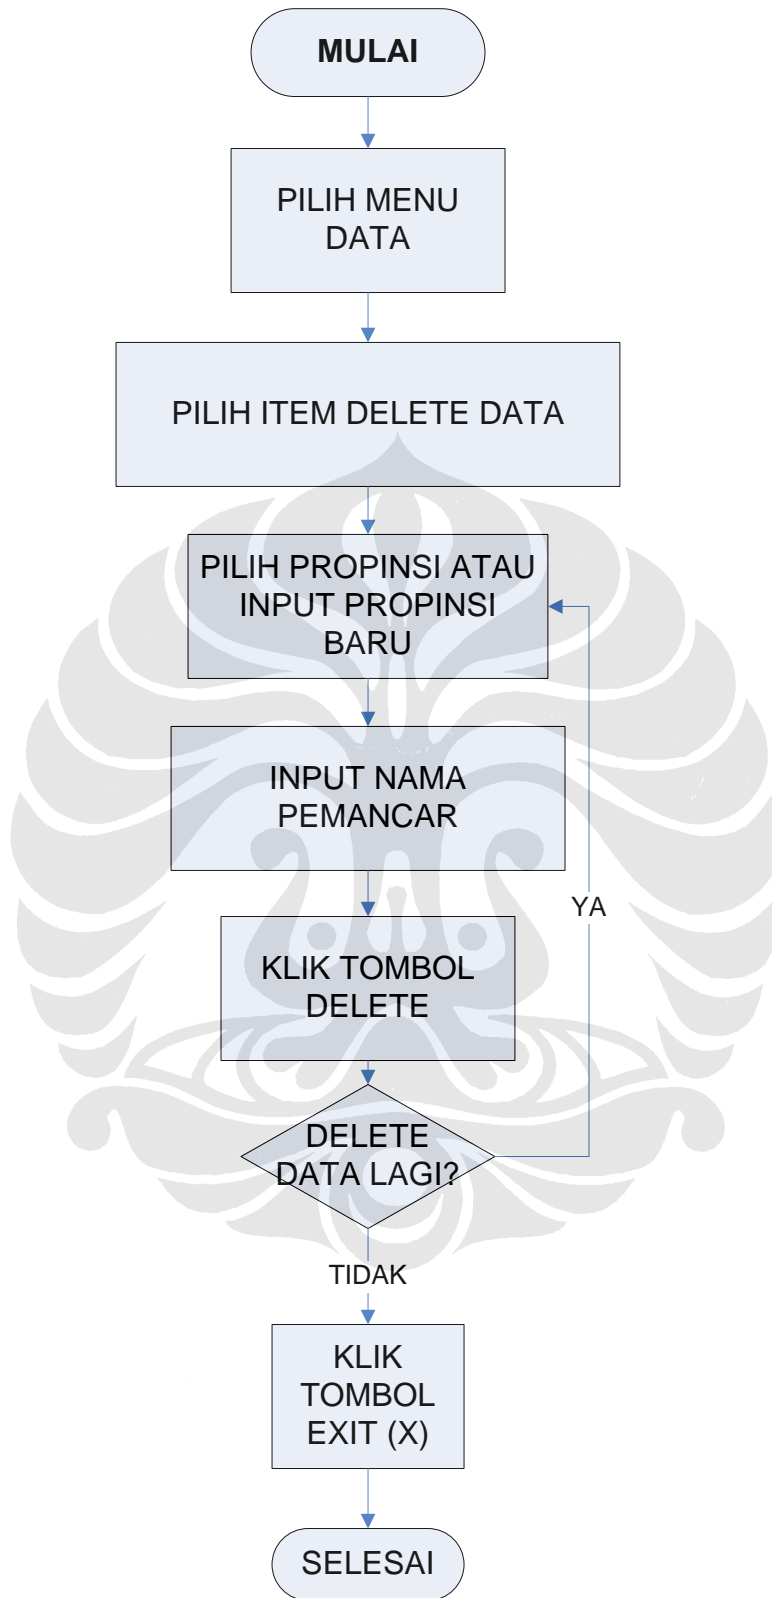 MULAI
PILIH MENU
DATA
PILIH ITEM DELETE DATA
PILIH PROPINSI ATAU
INPUT PROPINSI
BARU
INPUT NAMA
PEMANCAR
YA
KLIK TOMBOL
DELETE
DELETE
DATA LAGI?
TIDAK
KLIK
TOMBOL
EXIT (X)
SELESAI